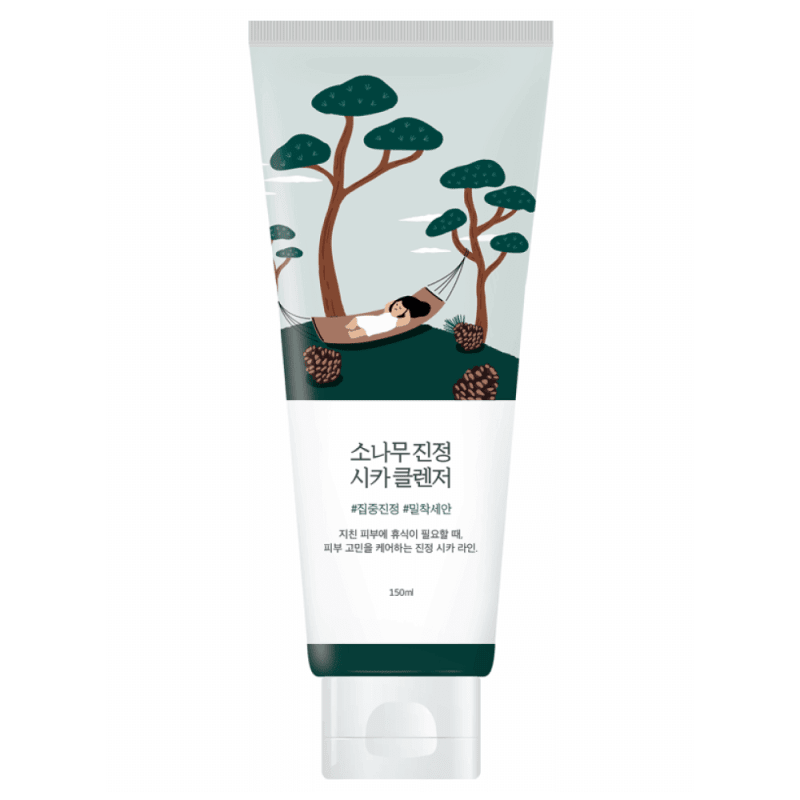 소나무 진정
시카 클렌저
#집중진정 #밀착세안
지친 피부에 휴식이 필요할 때,
피부 고민을 케어하는 진정 시카 라인.
150ml